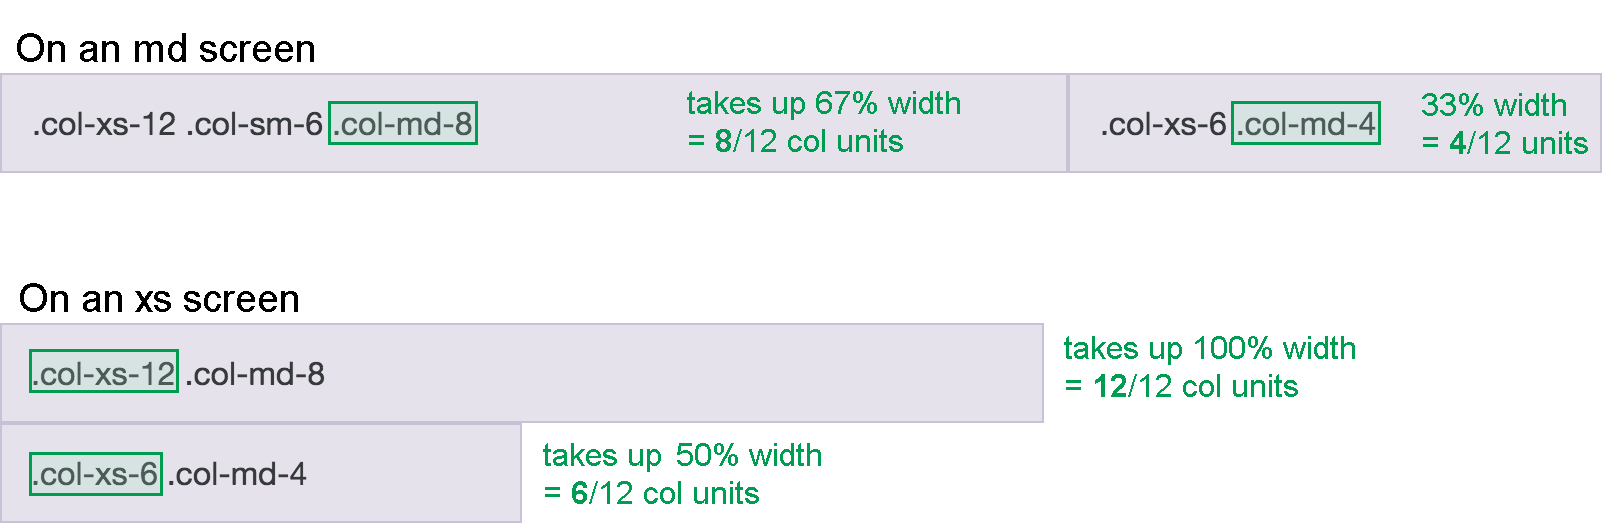 On an md screen
.col-xs-12 .col-sm-6 .col-md-8
takes up 67% width
= 8/12 col units
.col-xs-6 .col-md-4
33% width
= 4/12 units
On an xs screen
.col-xs-12 .col-md-8
takes up 100% width
= 12/12 col units
.col-xs-6 .col-md-4
takes up 50% width
= 6/12 col units